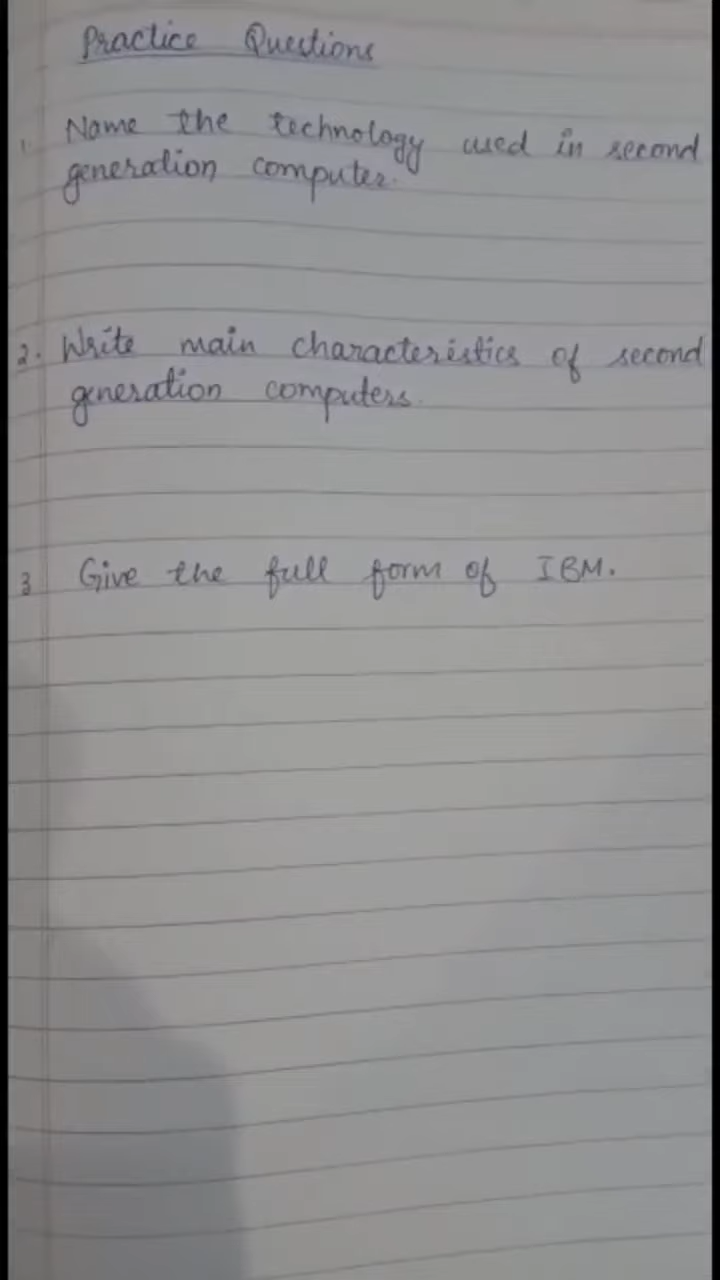 Practice Questions
1. Name the technology used in second
generation computer.
2. Write main characteristics of second
generation computers.
3 Give the full form of IBM.